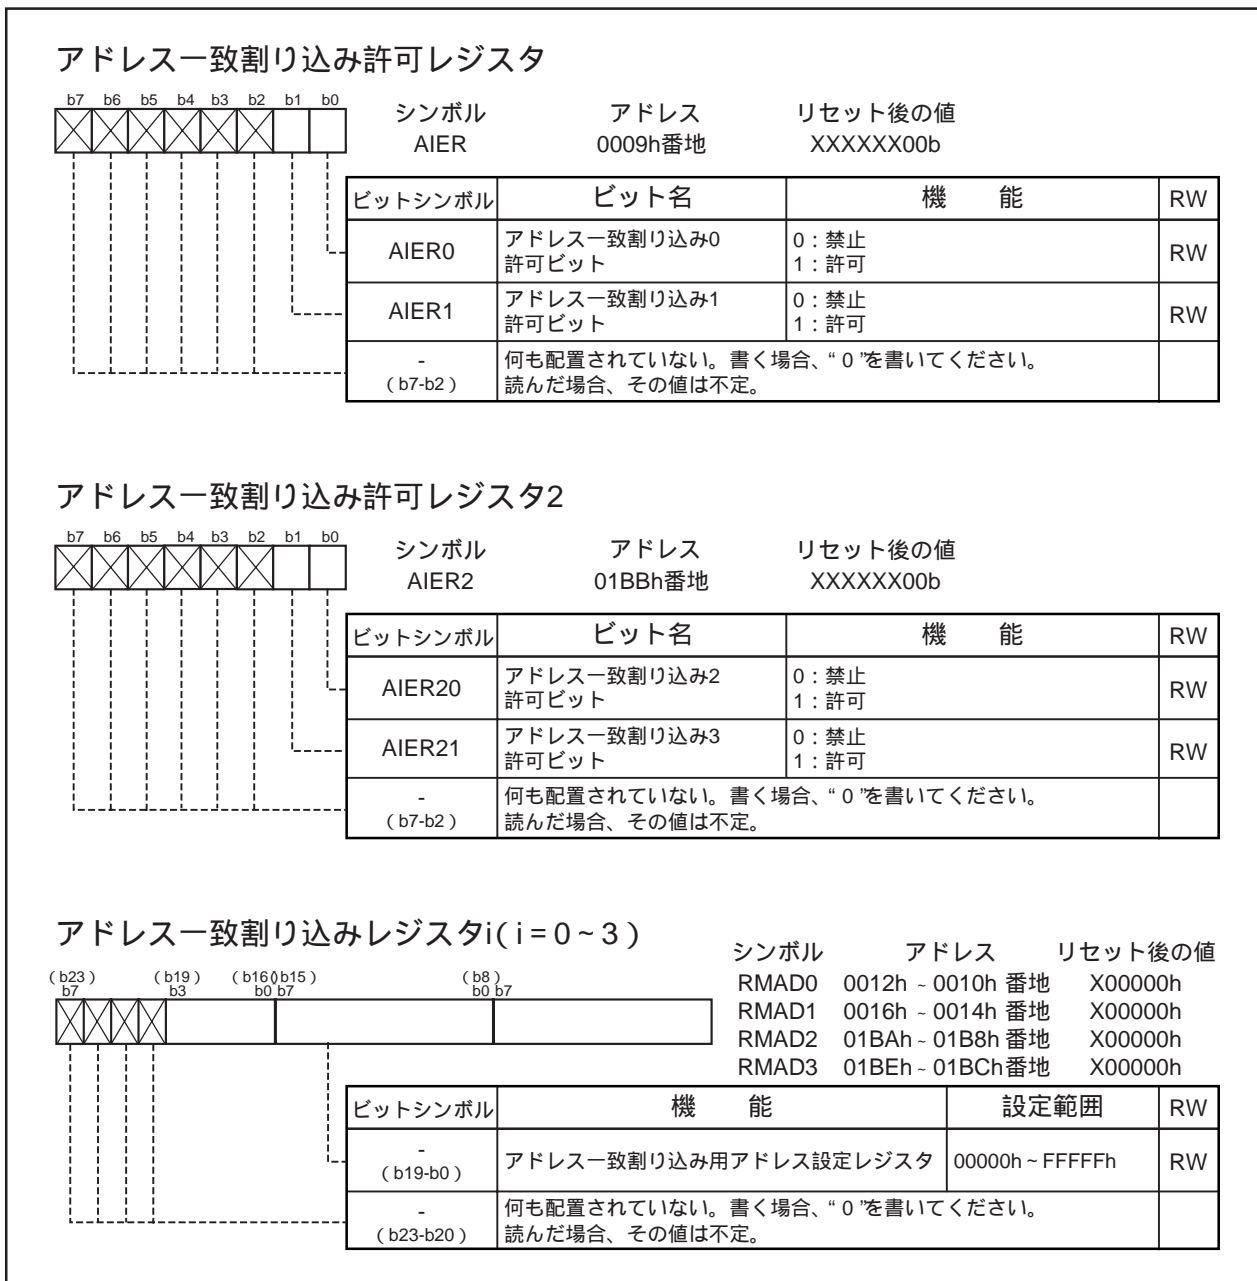 アドレス一致割り込み許可レジスタ
b7 b6 b5 b4 b3 b2 b1 b0
シンボル アドレス リセット後の値
AIER 0009h番地 XXXXXX00b
ビットシンボル ビット名 機 能 RW
AIER0 アドレス一致割り込み0 許可ビット 0：禁止 1：許可 RW
AIER1 アドレス一致割り込み1 許可ビット 0：禁止 1：許可 RW
-
（b7-b2）
何も配置されていない。書く場合、“0”を書いてください。
読んだ場合、その値は不定。
アドレス一致割り込み許可レジスタ2
b7 b6 b5 b4 b3 b2 b1 b0
シンボル アドレス リセット後の値
AIER2 01BBh番地 XXXXXX00b
ビットシンボル ビット名 機 能 RW
AIER20 アドレス一致割り込み2 許可ビット 0：禁止 1：許可 RW
AIER21 アドレス一致割り込み3 許可ビット 0：禁止 1：許可 RW
-
（b7-b2）
何も配置されていない。書く場合、“0”を書いてください。
読んだ場合、その値は不定。
アドレス一致割り込みレジスタi(i=0~3)
（b23） （b19） （b16)(b15） （b8）
b7 b3 b0 b7 b0 b7
シンボル アドレス リセット後の値
RMAD0 0012h ~ 0010h 番地 X00000h
RMAD1 0016h ~ 0014h 番地 X00000h
RMAD2 01BAh ~ 01B8h 番地 X00000h
RMAD3 01BEh ~ 01BCh番地 X00000h
ビットシンボル 機 能 設定範囲 RW
-
（b19-b0） アドレス一致割り込み用アドレス設定レジスタ 00000h ~ FFFFFh RW
-
（b23-b20）
何も配置されていない。書く場合、“0”を書いてください。
読んだ場合、その値は不定。